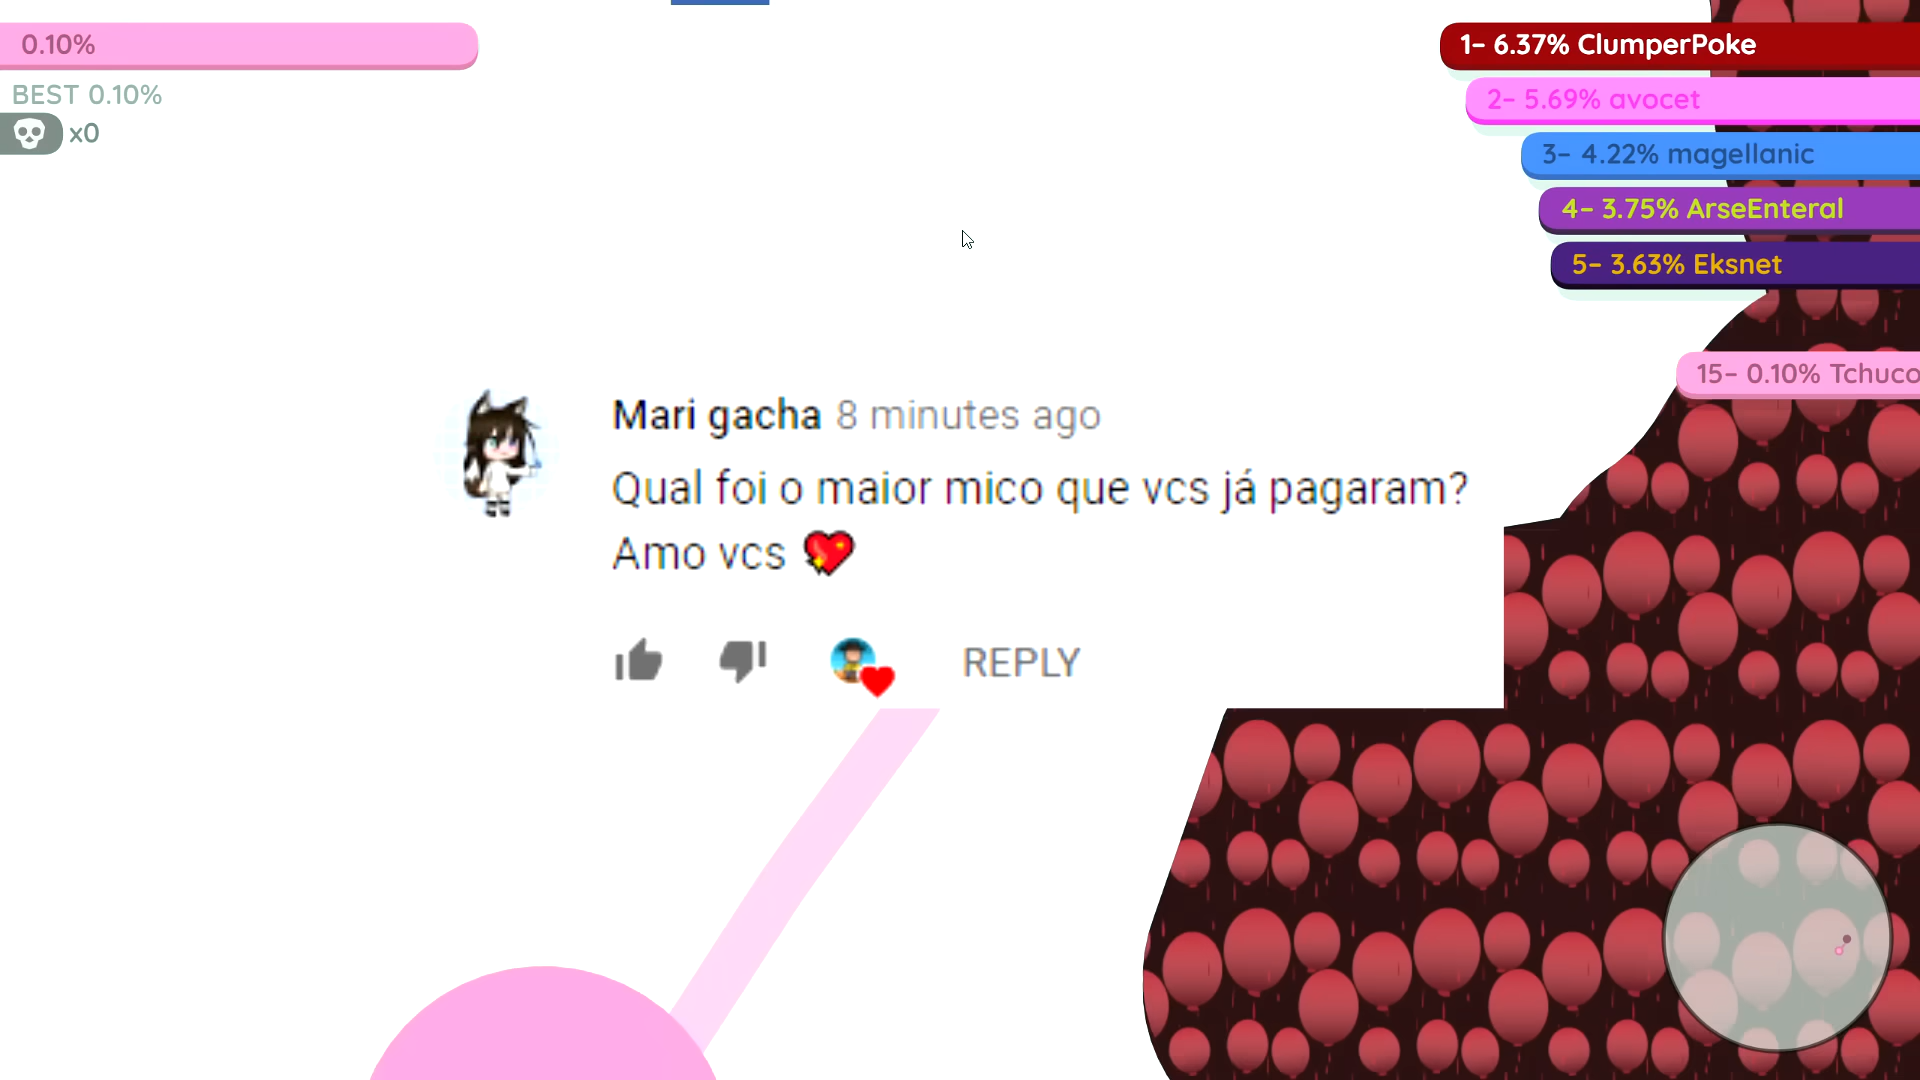 0.10%
BEST 0.10%
x0
1- 6.37% ClumperPoke
2- 5.69% avocet
3- 4.22% magellanic
4- 3.75% ArseEnteral
5- 3.63% Eksnet
15- 0.10% Tchuco
Mari gacha 8 minutes ago
Qual foi o maior mico que vcs já pagaram?
Amo vcs 💖
REPLY